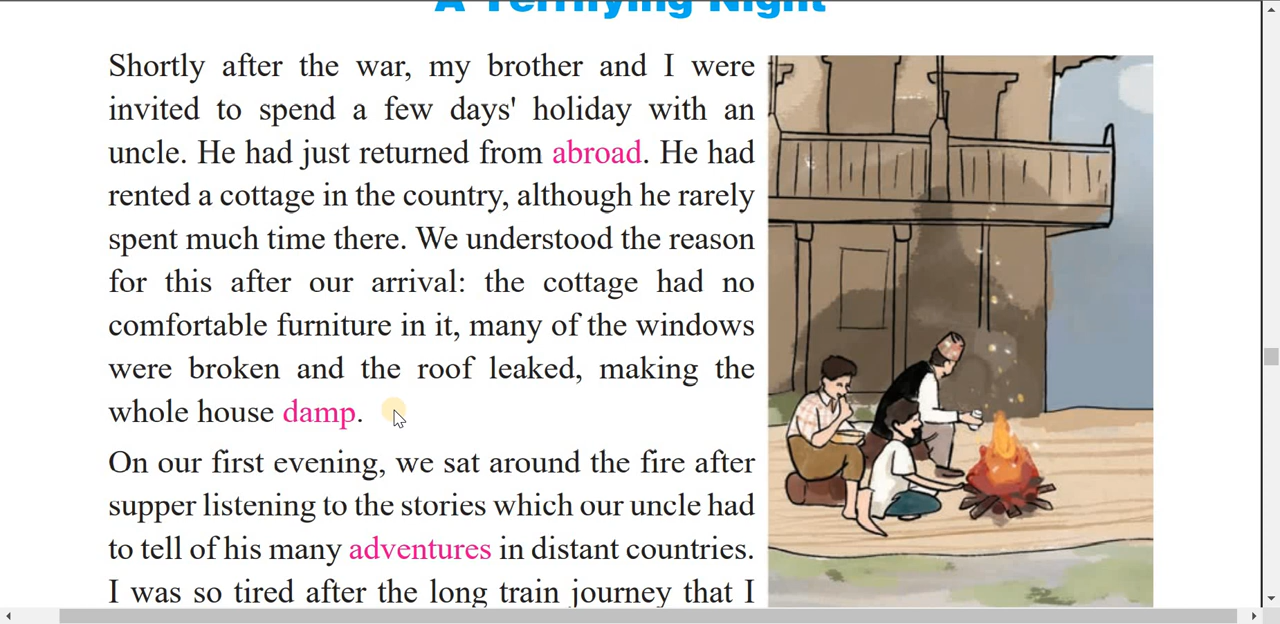 A Terrifying Night
Shortly after the war, my brother and I were
invited to spend a few days' holiday with an
uncle. He had just returned from abroad. He had
rented a cottage in the country, although he rarely
spent much time there. We understood the reason
for this after our arrival: the cottage had no
comfortable furniture in it, many of the windows
were broken and the roof leaked, making the
whole house damp.
On our first evening, we sat around the fire after
supper listening to the stories which our uncle had
to tell of his many adventures in distant countries.
I was so tired after the long train journey that I